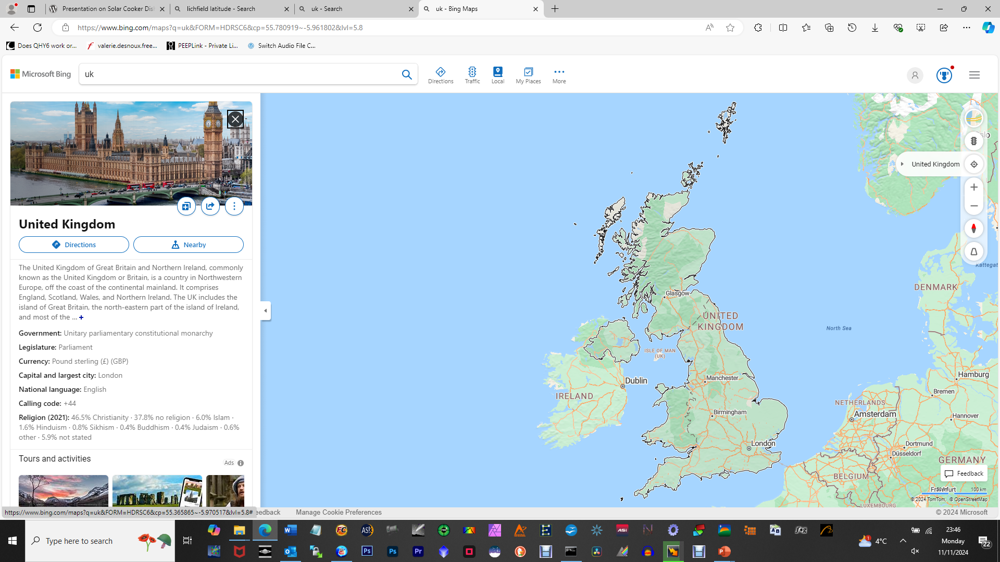 Presentation on Solar Cooker Dis
lichfield latitude - Search
uk - Search
uk - Bing Maps
https://www.bing.com/maps?q=uk&FORM=HDRSC6&cp=55.780919~-5.961802&lvl=5.8
Does QHY6 work or...
valerie.desnoux.free...
PEEPLink - Private Li...
Switch Audio File C...
Microsoft Bing
uk
Directions
Traffic
Local
My Places
More
United Kingdom
Directions
Nearby
The United Kingdom of Great Britain and Northern Ireland, commonly
known as the United Kingdom or Britain, is a country in Northwestern
Europe, off the coast of the continental mainland. It comprises
England, Scotland, Wales, and Northern Ireland. The UK includes the
island of Great Britain, the north-eastern part of the island of Ireland,
and most of the ... +
Government: Unitary parliamentary constitutional monarchy
Legislature: Parliament
Currency: Pound sterling (£) (GBP)
Capital and largest city: London
National language: English
Calling code: +44
Religion (2021): 46.5% Christianity · 37.8% no religion · 6.0% Islam ·
1.6% Hinduism · 0.8% Sikhism · 0.4% Buddhism · 0.4% Judaism · 0.6%
other · 5.9% not stated
Tours and activities
Ads
United Kingdom
Kattegat
DENMARK
Glasgow
UNITED
KINGDOM
North Sea
ISLE OF MAN
(UK)
Dublin
Manchester
Hamburg
Bremen
IRELAND
NETHERLANDS
Birmingham
Amsterdam
Hannover
London
Dortmund
Düsseldorf
GERMANY
BELGIUM
Feedback
Frankfurt
100 km
© 2024 TomTom, © OpenStreetMap
LUXEMBOURG
https://www.bing.com/maps?q=uk&FORM=HDRSC6&cp=55.365865~-5.970517&lvl=5.8#
eedback
Manage Cookie Preferences
© 2024 Microsoft
Type here to search
4°C
23:46
Monday
11/11/2024
22